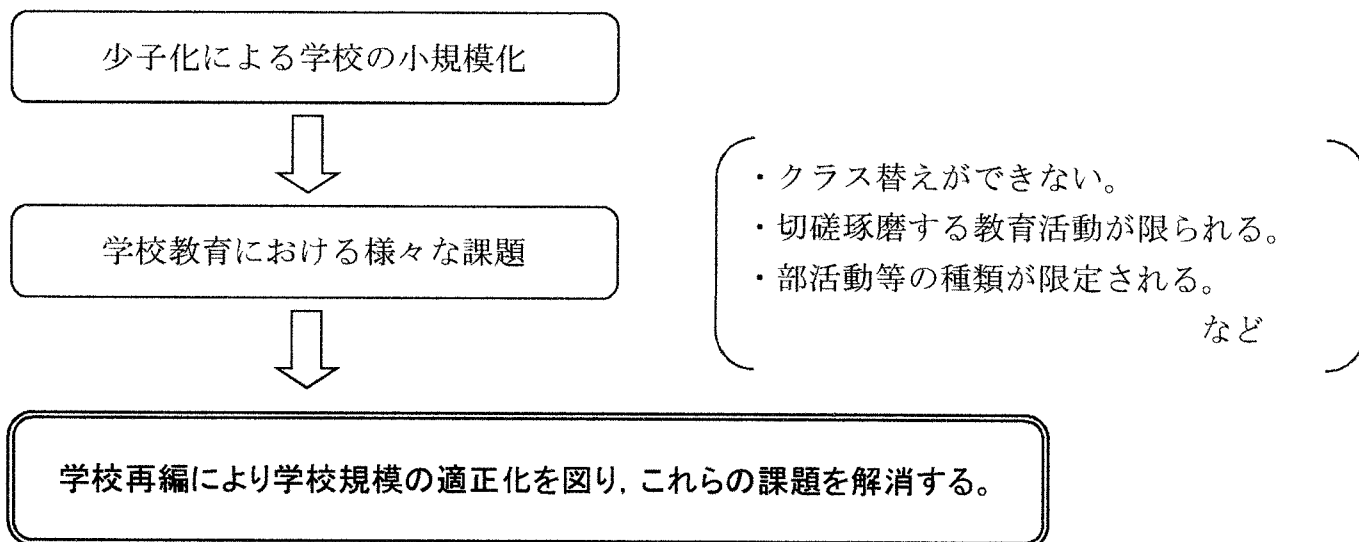 少子化による学校の小規模化
学校教育における様々な課題
・クラス替えができない。
・切磋琢磨する教育活動が限られる。
・部活動等の種類が限定される。
など
学校再編により学校規模の適正化を図り，これらの課題を解消する。